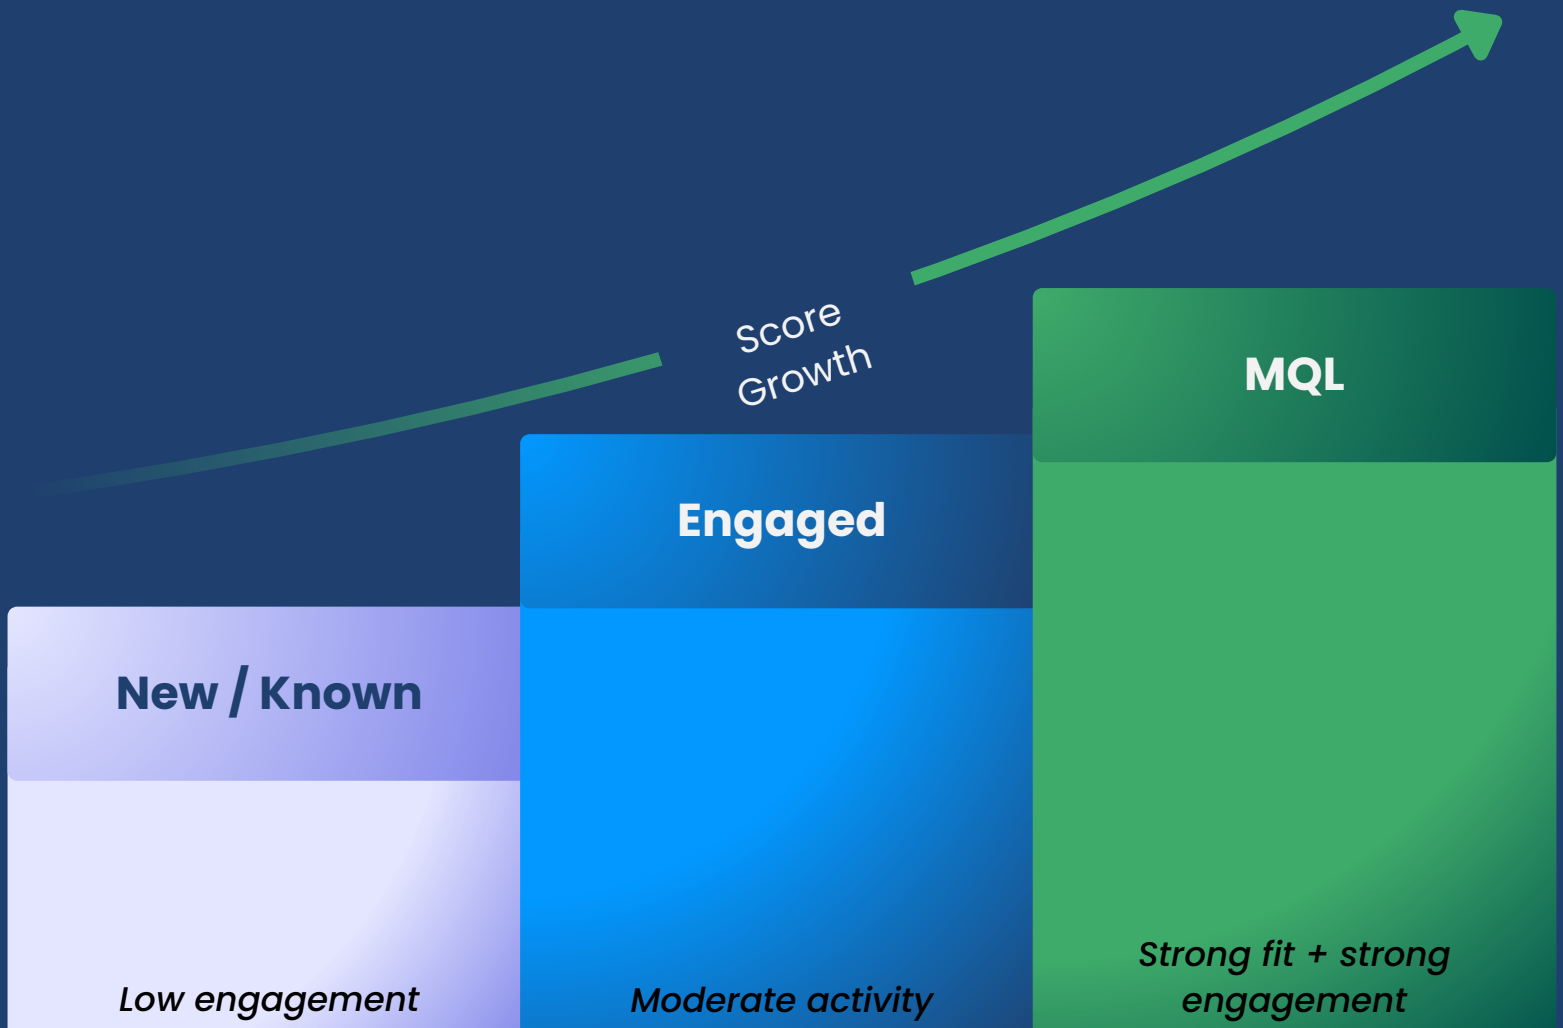 Score
Growth
MQL
Engaged
New / Known
Low engagement
Moderate activity
Strong fit + strong
engagement